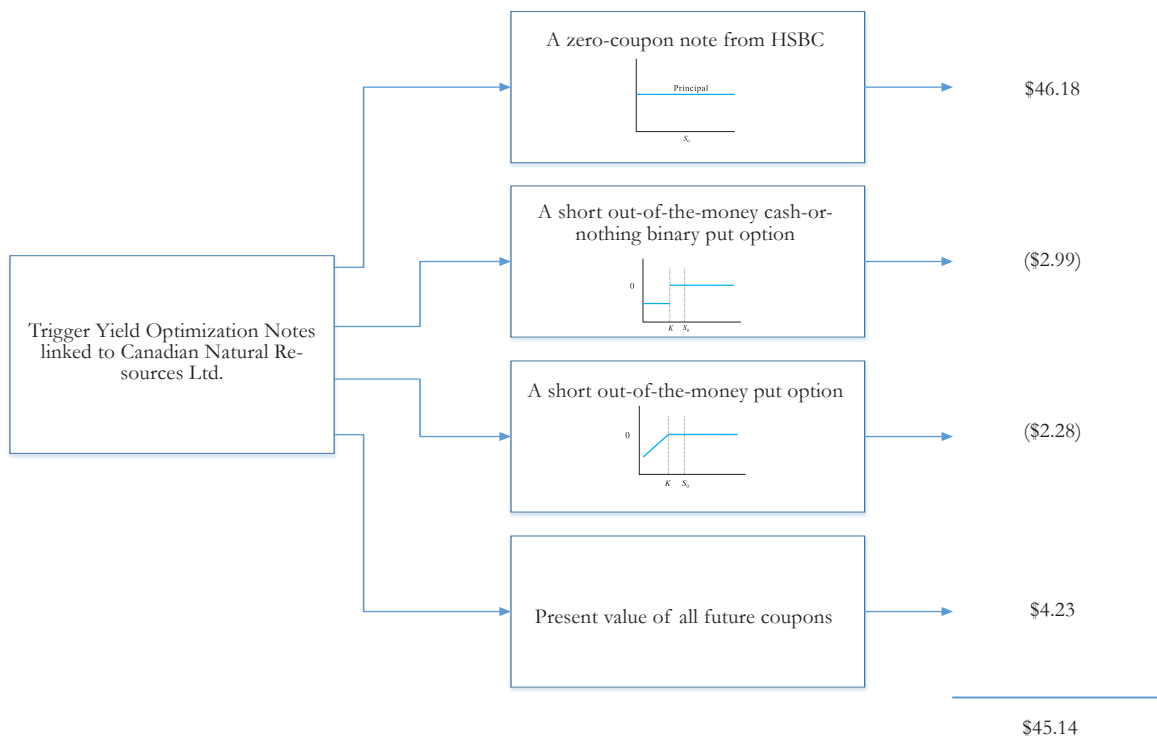 A zero-coupon note from HSBC
Principal
S0
$46.18
A short out-of-the-money cash-or-
nothing binary put option
0
K S0
($2.99)
Trigger Yield Optimization Notes
linked to Canadian Natural Re-
sources Ltd.
A short out-of-the-money put option
0
K S0
($2.28)
Present value of all future coupons
$4.23
$45.14